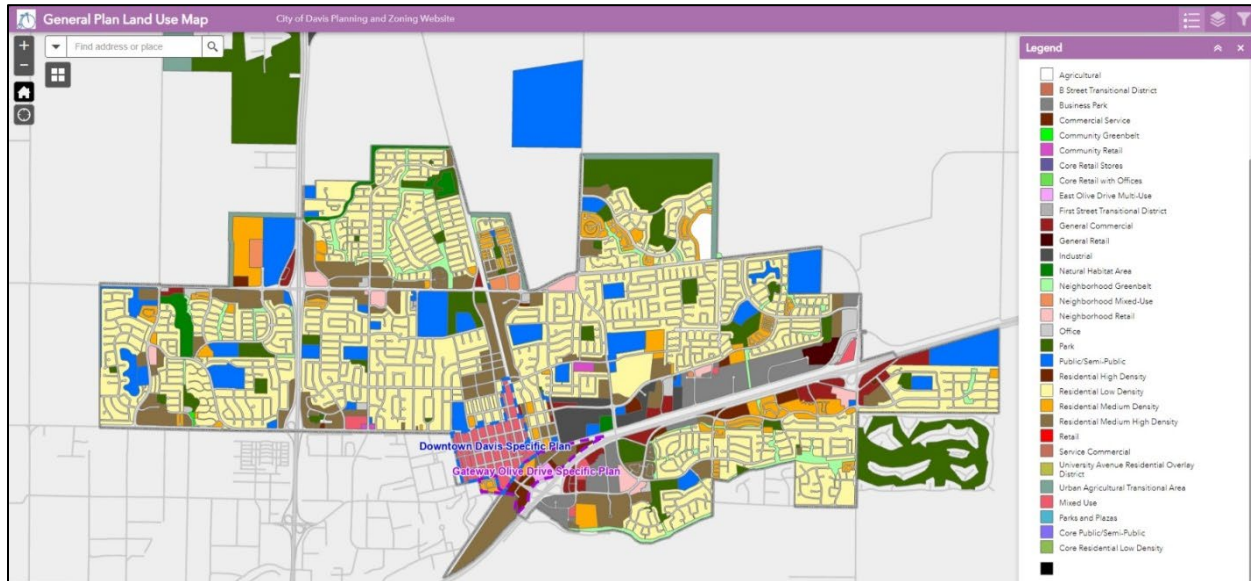 General Plan Land Use Map
City of Davis Planning and Zoning Website
+
Find address or place
−
Legend
Agricultural
B Street Transitional District
Business Park
Commercial Service
Community Greenbelt
Community Retail
Core Retail Stores
Core Retail with Offices
East Olive Drive Multi-Use
First Street Transitional District
General Commercial
General Retail
Industrial
Natural Habitat Area
Neighborhood Greenbelt
Neighborhood Mixed-Use
Neighborhood Retail
Office
Park
Public/Semi-Public
Residential High Density
Residential Low Density
Residential Medium Density
Residential Medium High Density
Retail
Service Commercial
University Avenue Residential Overlay
District
Urban Agricultural Transitional Area
Mixed Use
Parks and Plazas
Core Public/Semi-Public
Core Residential Low Density
Downtown Davis Specific Plan
Gateway Olive Drive Specific Plan